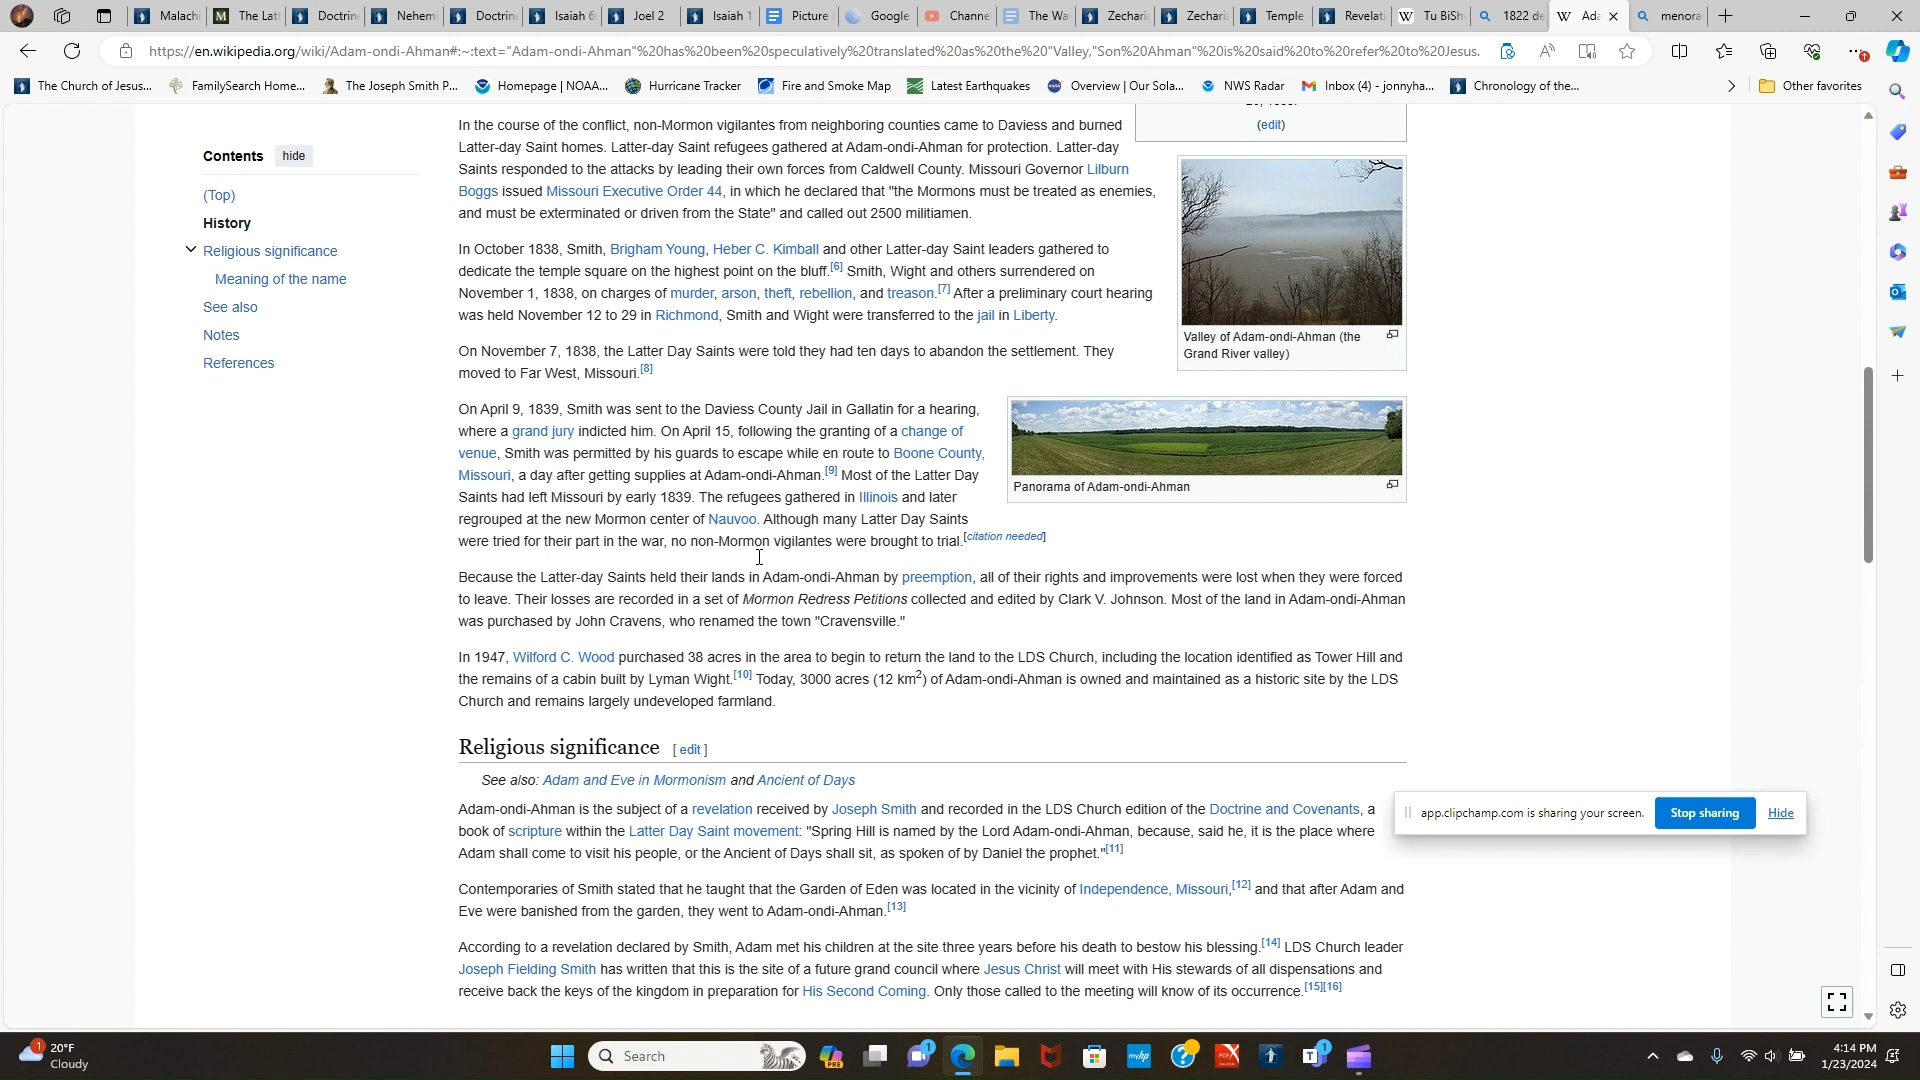 Malachi
The Latt
Doctrine
Nehemi
Doctrine
Isaiah 6
Joel 2
Isaiah 1
Picture
Google
Channe
The Wa
Zecharia
Zecharia
Temple
Revelati
Tu BiSh
1822 de
Ada
menora
https://en.wikipedia.org/wiki/Adam-ondi-Ahman#:~:text="Adam-ondi-Ahman"%20has%20been%20speculatively%20translated%20as%20the%20"Valley,"Son%20Ahman"%20is%20said%20to%20refer%20to%20Jesus.
The Church of Jesus...
FamilySearch Home...
The Joseph Smith P...
Homepage | NOAA...
Hurricane Tracker
Fire and Smoke Map
Latest Earthquakes
Overview | Our Sola...
NWS Radar
Inbox (4) - jonnyha...
Chronology of the...
Other favorites
Contents hide
(Top)
History
Religious significance
Meaning of the name
See also
Notes
References
(edit)
In the course of the conflict, non-Mormon vigilantes from neighboring counties came to Daviess and burned
Latter-day Saint homes. Latter-day Saint refugees gathered at Adam-ondi-Ahman for protection. Latter-day
Saints responded to the attacks by leading their own forces from Caldwell County. Missouri Governor Lilburn
Boggs issued Missouri Executive Order 44, in which he declared that "the Mormons must be treated as enemies,
and must be exterminated or driven from the State" and called out 2500 militiamen.
In October 1838, Smith, Brigham Young, Heber C. Kimball and other Latter-day Saint leaders gathered to
dedicate the temple square on the highest point on the bluff.[6] Smith, Wight and others surrendered on
November 1, 1838, on charges of murder, arson, theft, rebellion, and treason.[7] After a preliminary court hearing
was held November 12 to 29 in Richmond, Smith and Wight were transferred to the jail in Liberty.
Valley of Adam-ondi-Ahman (the
Grand River valley)
On November 7, 1838, the Latter Day Saints were told they had ten days to abandon the settlement. They
moved to Far West, Missouri.[8]
On April 9, 1839, Smith was sent to the Daviess County Jail in Gallatin for a hearing,
where a grand jury indicted him. On April 15, following the granting of a change of
venue, Smith was permitted by his guards to escape while en route to Boone County,
Missouri, a day after getting supplies at Adam-ondi-Ahman.[9] Most of the Latter Day
Saints had left Missouri by early 1839. The refugees gathered in Illinois and later
regrouped at the new Mormon center of Nauvoo. Although many Latter Day Saints
were tried for their part in the war, no non-Mormon vigilantes were brought to trial.[citation needed]
Panorama of Adam-ondi-Ahman
Because the Latter-day Saints held their lands in Adam-ondi-Ahman by preemption, all of their rights and improvements were lost when they were forced
to leave. Their losses are recorded in a set of Mormon Redress Petitions collected and edited by Clark V. Johnson. Most of the land in Adam-ondi-Ahman
was purchased by John Cravens, who renamed the town "Cravensville."
In 1947, Wilford C. Wood purchased 38 acres in the area to begin to return the land to the LDS Church, including the location identified as Tower Hill and
the remains of a cabin built by Lyman Wight.[10] Today, 3000 acres (12 km2) of Adam-ondi-Ahman is owned and maintained as a historic site by the LDS
Church and remains largely undeveloped farmland.
Religious significance [ edit ]
See also: Adam and Eve in Mormonism and Ancient of Days
Adam-ondi-Ahman is the subject of a revelation received by Joseph Smith and recorded in the LDS Church edition of the Doctrine and Covenants, a
book of scripture within the Latter Day Saint movement: "Spring Hill is named by the Lord Adam-ondi-Ahman, because, said he, it is the place where
Adam shall come to visit his people, or the Ancient of Days shall sit, as spoken of by Daniel the prophet."[11]
Contemporaries of Smith stated that he taught that the Garden of Eden was located in the vicinity of Independence, Missouri,[12] and that after Adam and
Eve were banished from the garden, they went to Adam-ondi-Ahman.[13]
According to a revelation declared by Smith, Adam met his children at the site three years before his death to bestow his blessing.[14] LDS Church leader
Joseph Fielding Smith has written that this is the site of a future grand council where Jesus Christ will meet with His stewards of all dispensations and
receive back the keys of the kingdom in preparation for His Second Coming. Only those called to the meeting will know of its occurrence.[15][16]
app.clipchamp.com is sharing your screen.
Stop sharing
Hide
1
20°F
Cloudy
Search
PRE
1
myhp
1
4:14 PM
1/23/2024